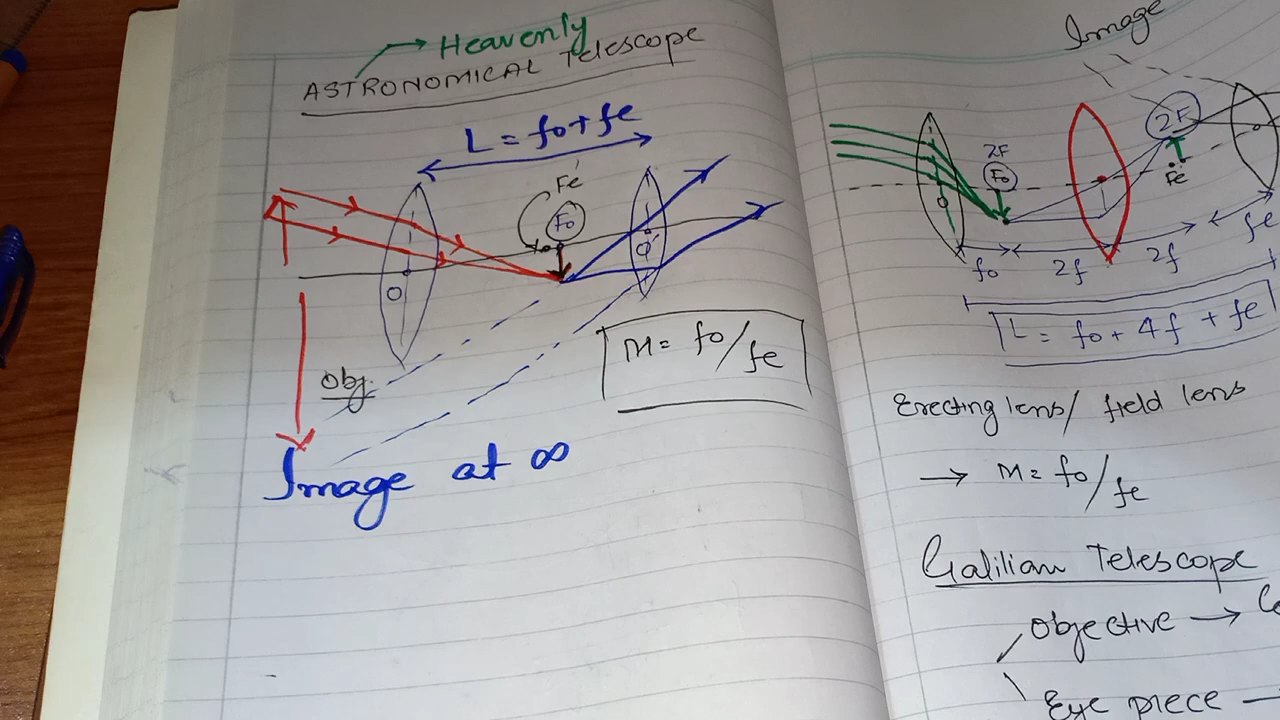 Heavenly
ASTRONOMICAL Telescope
L = fo + fe
Fe
Fo
O
O'
Obj.
M = fo/fe
Image at ∞
Image
2F
Fo
2F
Fe
O
fo
2f
2f
fe
L = fo + 4f + fe
Erecting lens/ field lens
→ M = fo/fe
Galilian Telescope
Objective →
Eye piece